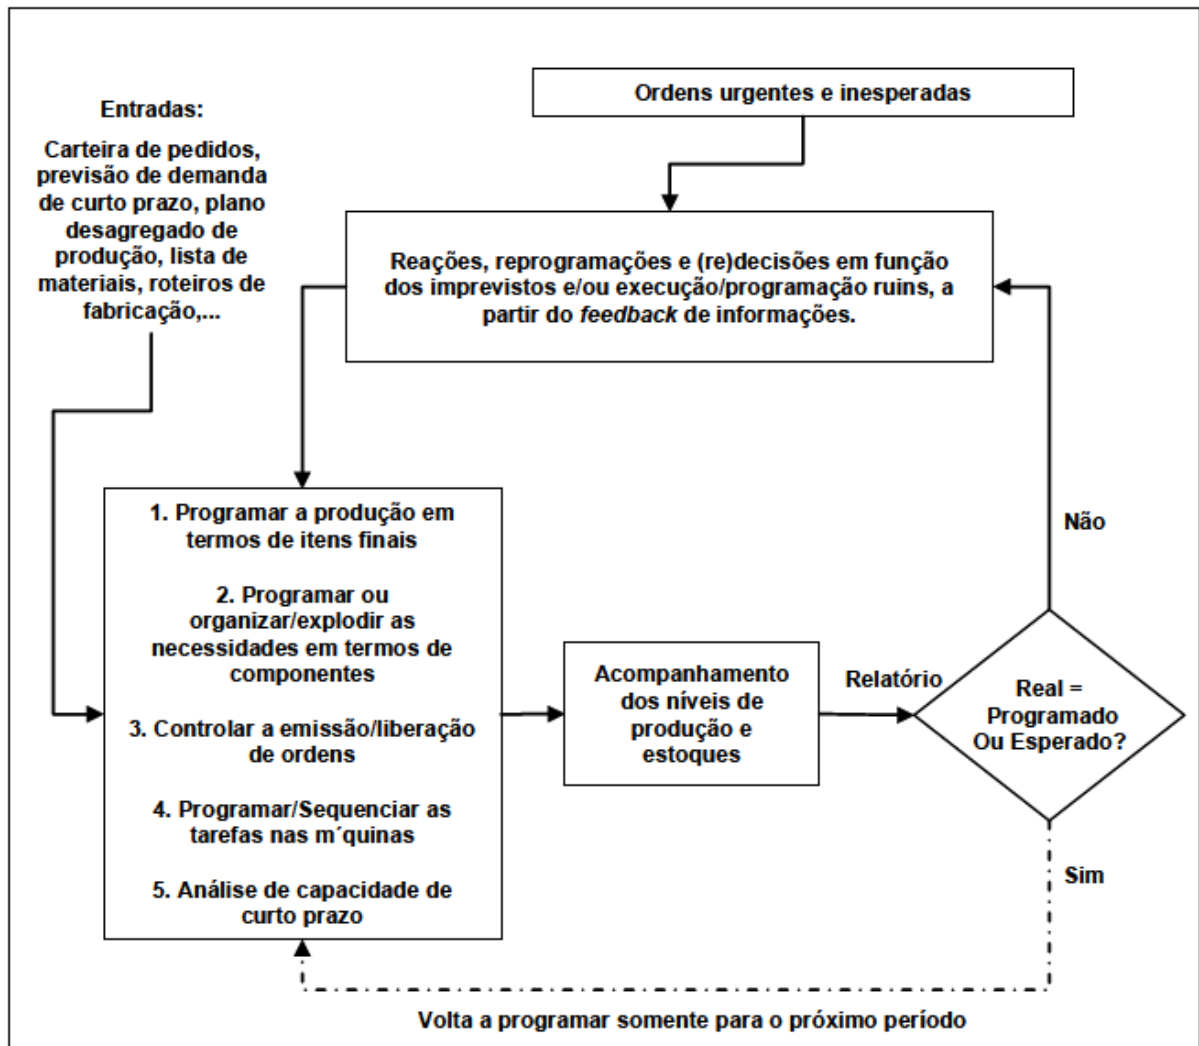 Ordens urgentes e inesperadas
Entradas:
Carteira de pedidos,
previsão de demanda
de curto prazo, plano
desagregado de
produção, lista de
materiais, roteiros de
fabricação,...
Reações, reprogramações e (re)decisões em função
dos imprevistos e/ou execução/programação ruins, a
partir do feedback de informações.
1. Programar a produção em
termos de itens finais
2. Programar ou
organizar/explodir as
necessidades em termos de
componentes
3. Controlar a emissão/liberação
de ordens
4. Programar/Sequenciar as
tarefas nas m´quinas
5. Análise de capacidade de
curto prazo
Acompanhamento
dos níveis de
produção e
estoques
Relatório
Real =
Programado
Ou Esperado?
Não
Sim
Volta a programar somente para o próximo período